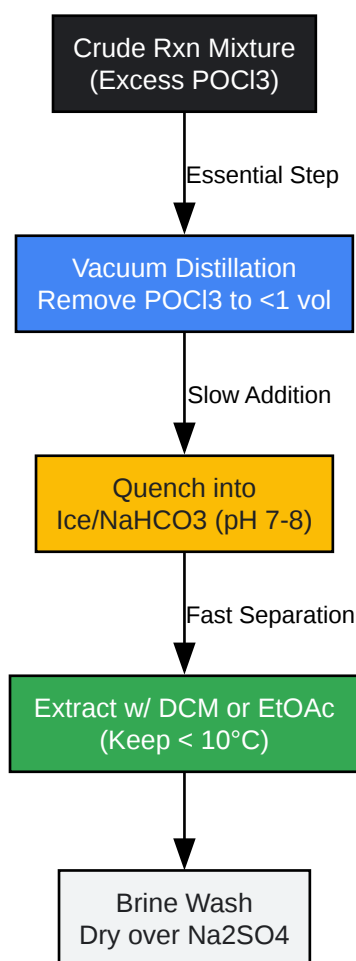 Crude Rxn Mixture
(Excess POCl3)
Essential Step
Vacuum Distillation
Remove POCl3 to <1 vol
Slow Addition
Quench into
Ice/NaHCO3 (pH 7-8)
Fast Separation
Extract w/ DCM or EtOAc
(Keep < 10°C)
Brine Wash
Dry over Na2SO4